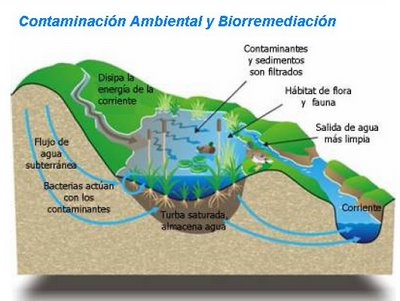 Contaminación Ambiental y Biorremediación
Contaminantes
y sedimentos
son filtrados
Disipa la
energía de la
corriente
Hábitat de flora
y fauna
Salida de agua
más limpia
Flujo de
agua
subterránea
Bacterias actúan
con los
contaminantes
Turba saturada,
almacena agua
Corriente